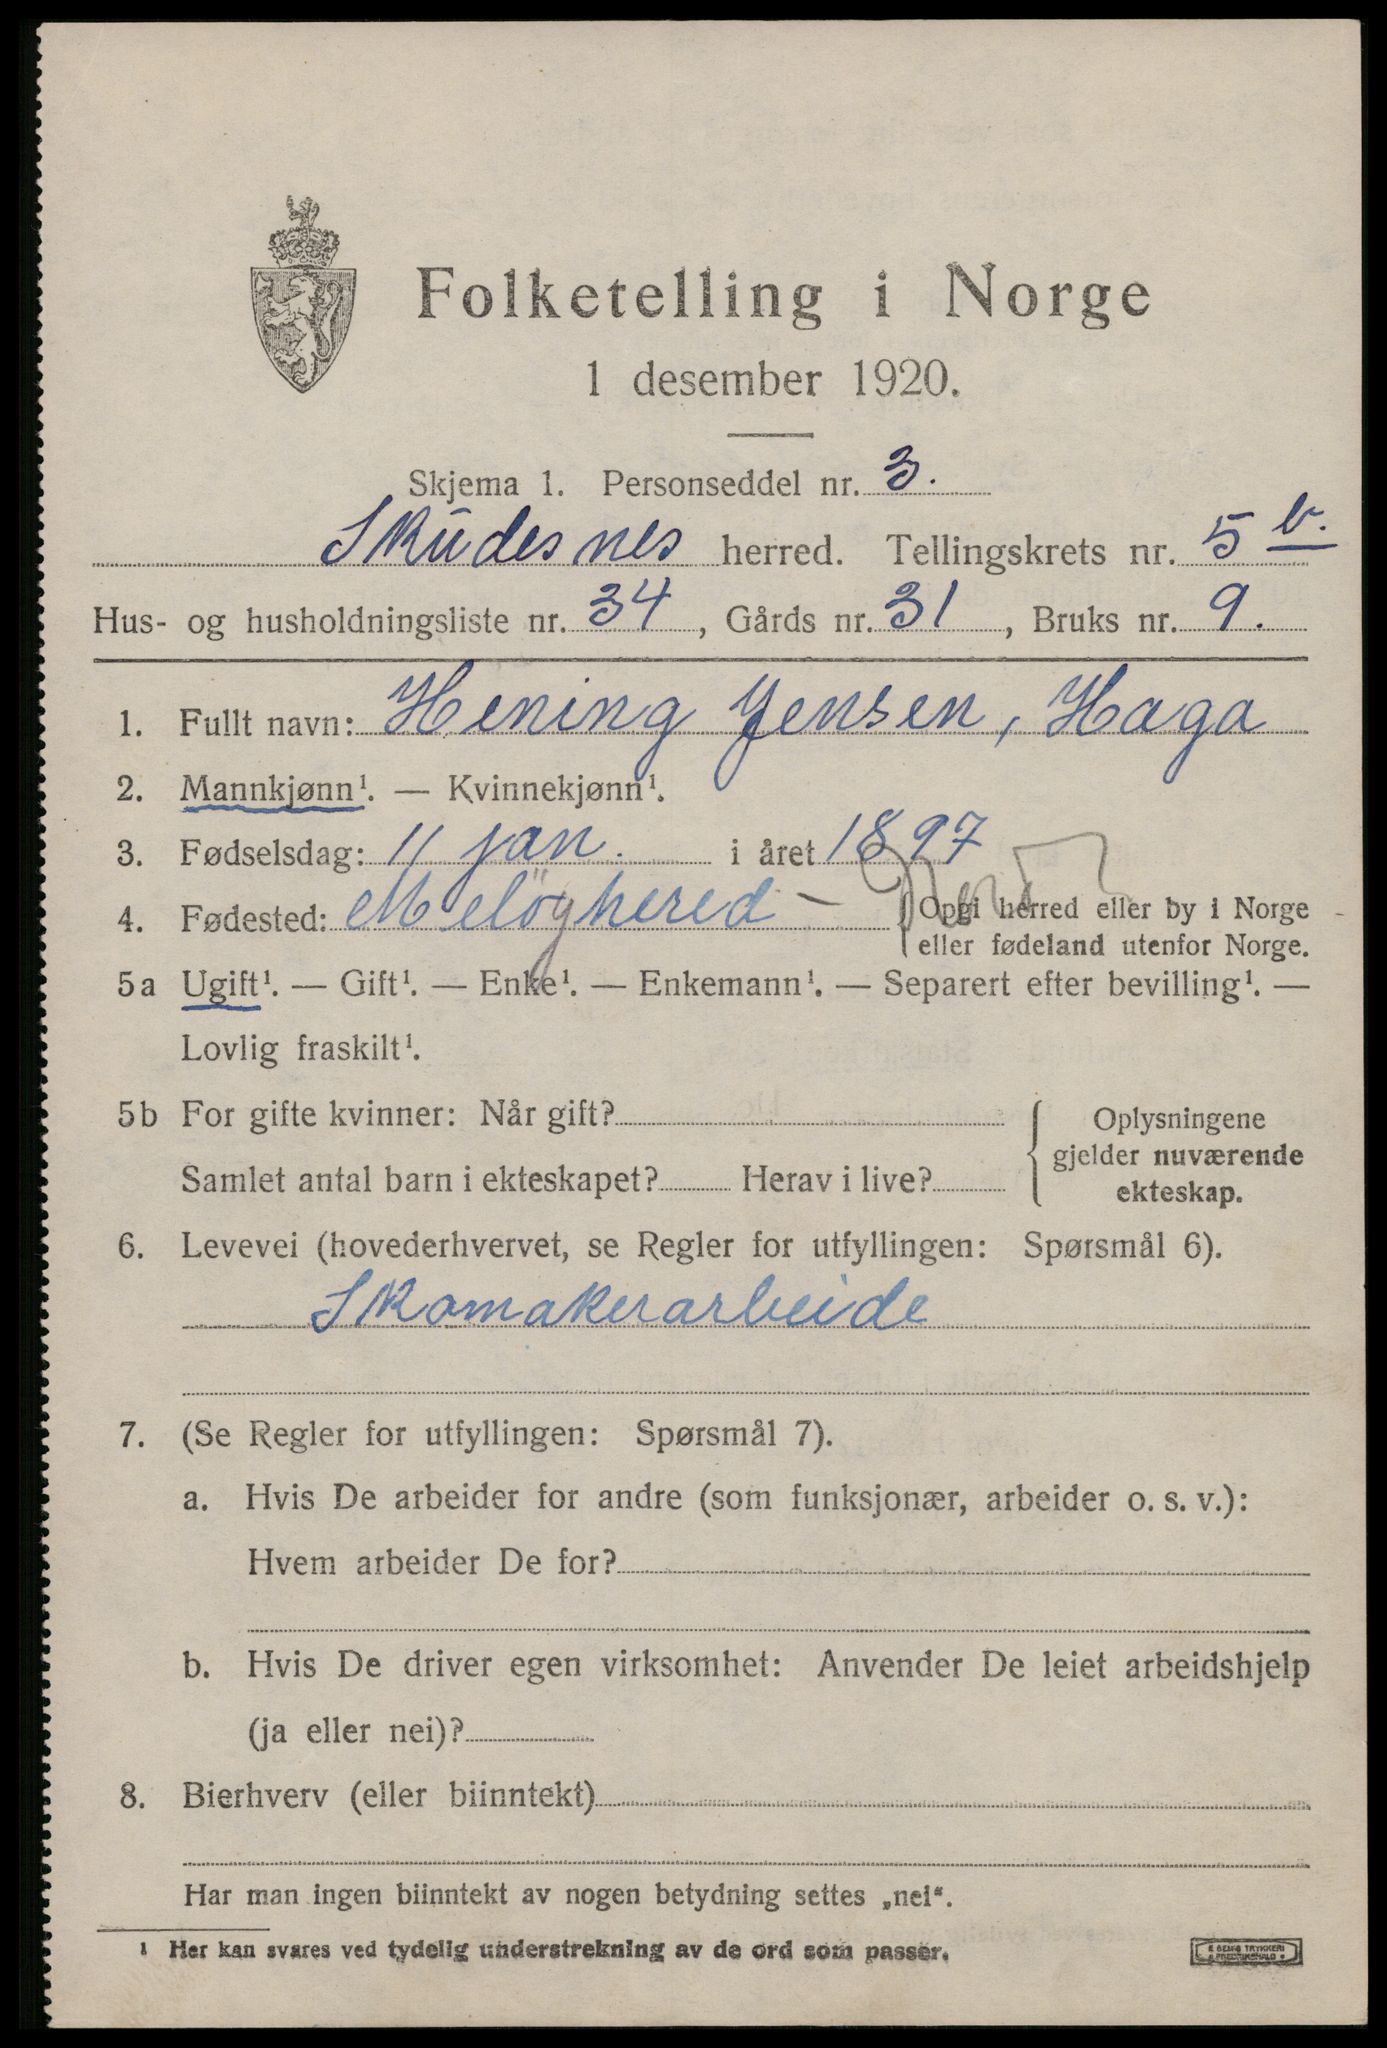 Folketelling i Norge
1 desember 1920.
Skjema 1. Personseddel nr. 3.
Skudesnes herred. Tellingskrets nr. 5 b.
Hus- og husholdningsliste nr. 34, Gårds nr. 31, Bruks nr. 9.
1. Fullt navn: Hening Jensen, Haga
2. Mannkjønn¹. — Kvinnekjønn¹.
3. Fødselsdag: 11 jan. i året 1897
4. Fødested: Meløyhered - Opgi herred eller by i Norge
eller fødeland utenfor Norge.
5a Ugift¹. — Gift¹. — Enke¹. — Enkemann¹. — Separert efter bevilling¹. —
Lovlig fraskilt¹.
5b For gifte kvinner: Når gift?
Oplysningene
gjelder nuværende
ekteskap.
Samlet antal barn i ekteskapet? Herav i live?
6. Levevei (hovederhvervet, se Regler for utfyllingen: Spørsmål 6).
Skomakerarbeide
7. (Se Regler for utfyllingen: Spørsmål 7).
a. Hvis De arbeider for andre (som funksjonær, arbeider o. s. v.):
Hvem arbeider De for?
b. Hvis De driver egen virksomhet: Anvender De leiet arbeidshjelp
(ja eller nei)?
8. Bierhverv (eller biinntekt)
Har man ingen biinntekt av nogen betydning settes „nei“.
¹ Her kan svares ved tydelig understrekning av de ord som passer.
E SEMS TRYKKERI
FREDRIKSHALD